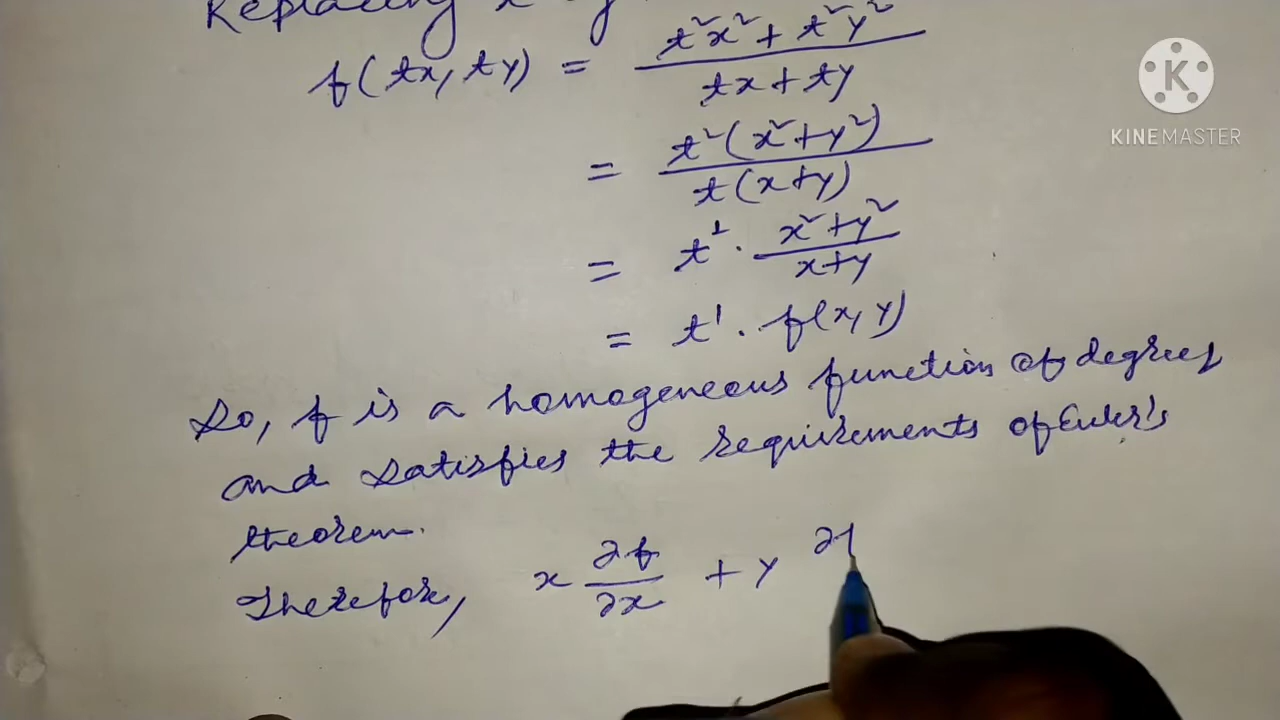 Replacing x
f(tx, ty) = t²x² + t²y² / tx + ty
= t²(x² + y²) / t(x+y)
= t¹ · x² + y² / x+y
= t¹ · f(x, y)
So, f is a homogeneous function of degree 1
and satisfies the requirements of Euler's
theorem.
Therefore, x ∂f/∂x + y
KINEMASTER